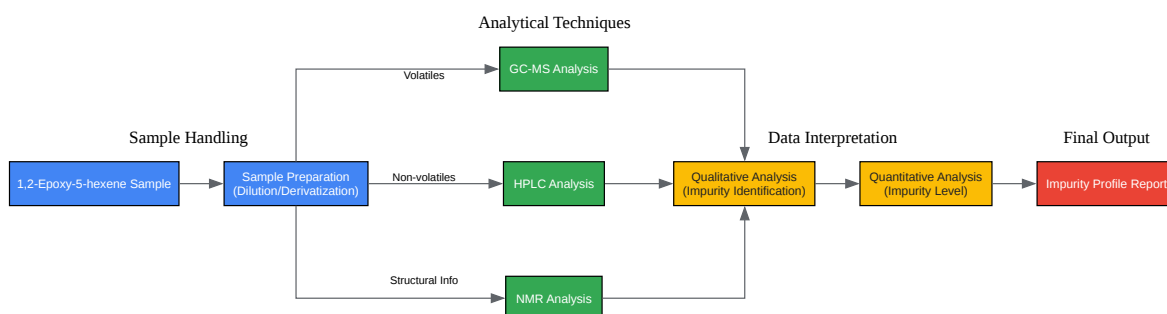 Analytical Techniques
GC-MS Analysis
Volatiles
Sample Handling
Data Interpretation
Final Output
1,2-Epoxy-5-hexene Sample
Sample Preparation
(Dilution/Derivatization)
Non-volatiles
HPLC Analysis
Qualitative Analysis
(Impurity Identification)
Quantitative Analysis
(Impurity Level)
Impurity Profile Report
Structural Info
NMR Analysis